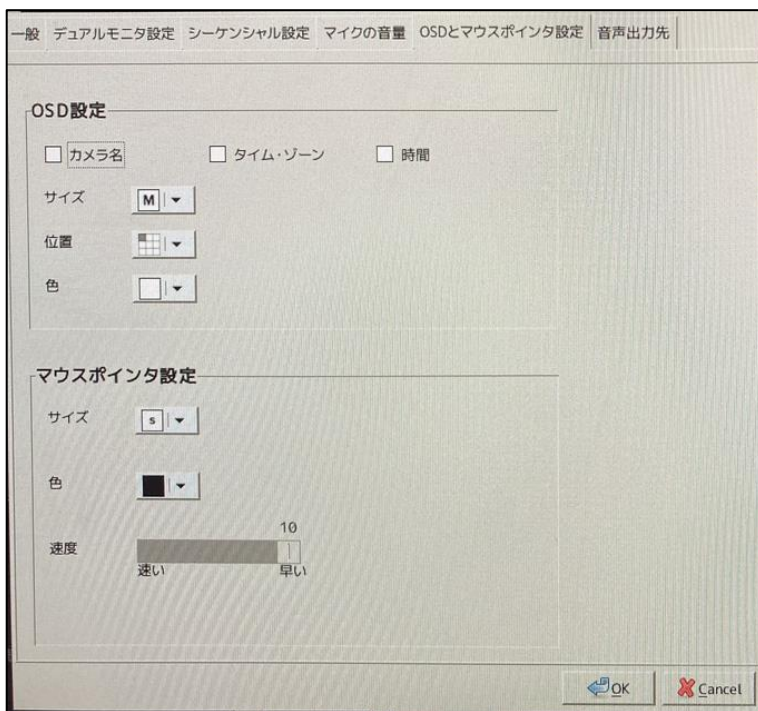 一般 デュアルモニタ設定 シーケンシャル設定 マイクの音量 OSDとマウスポインタ設定 音声出力先
OSD設定
カメラ名 タイム・ゾーン 時間
サイズ M
位置
色
マウスポインタ設定
サイズ s
色
10
速度
速い 早い
OK Cancel